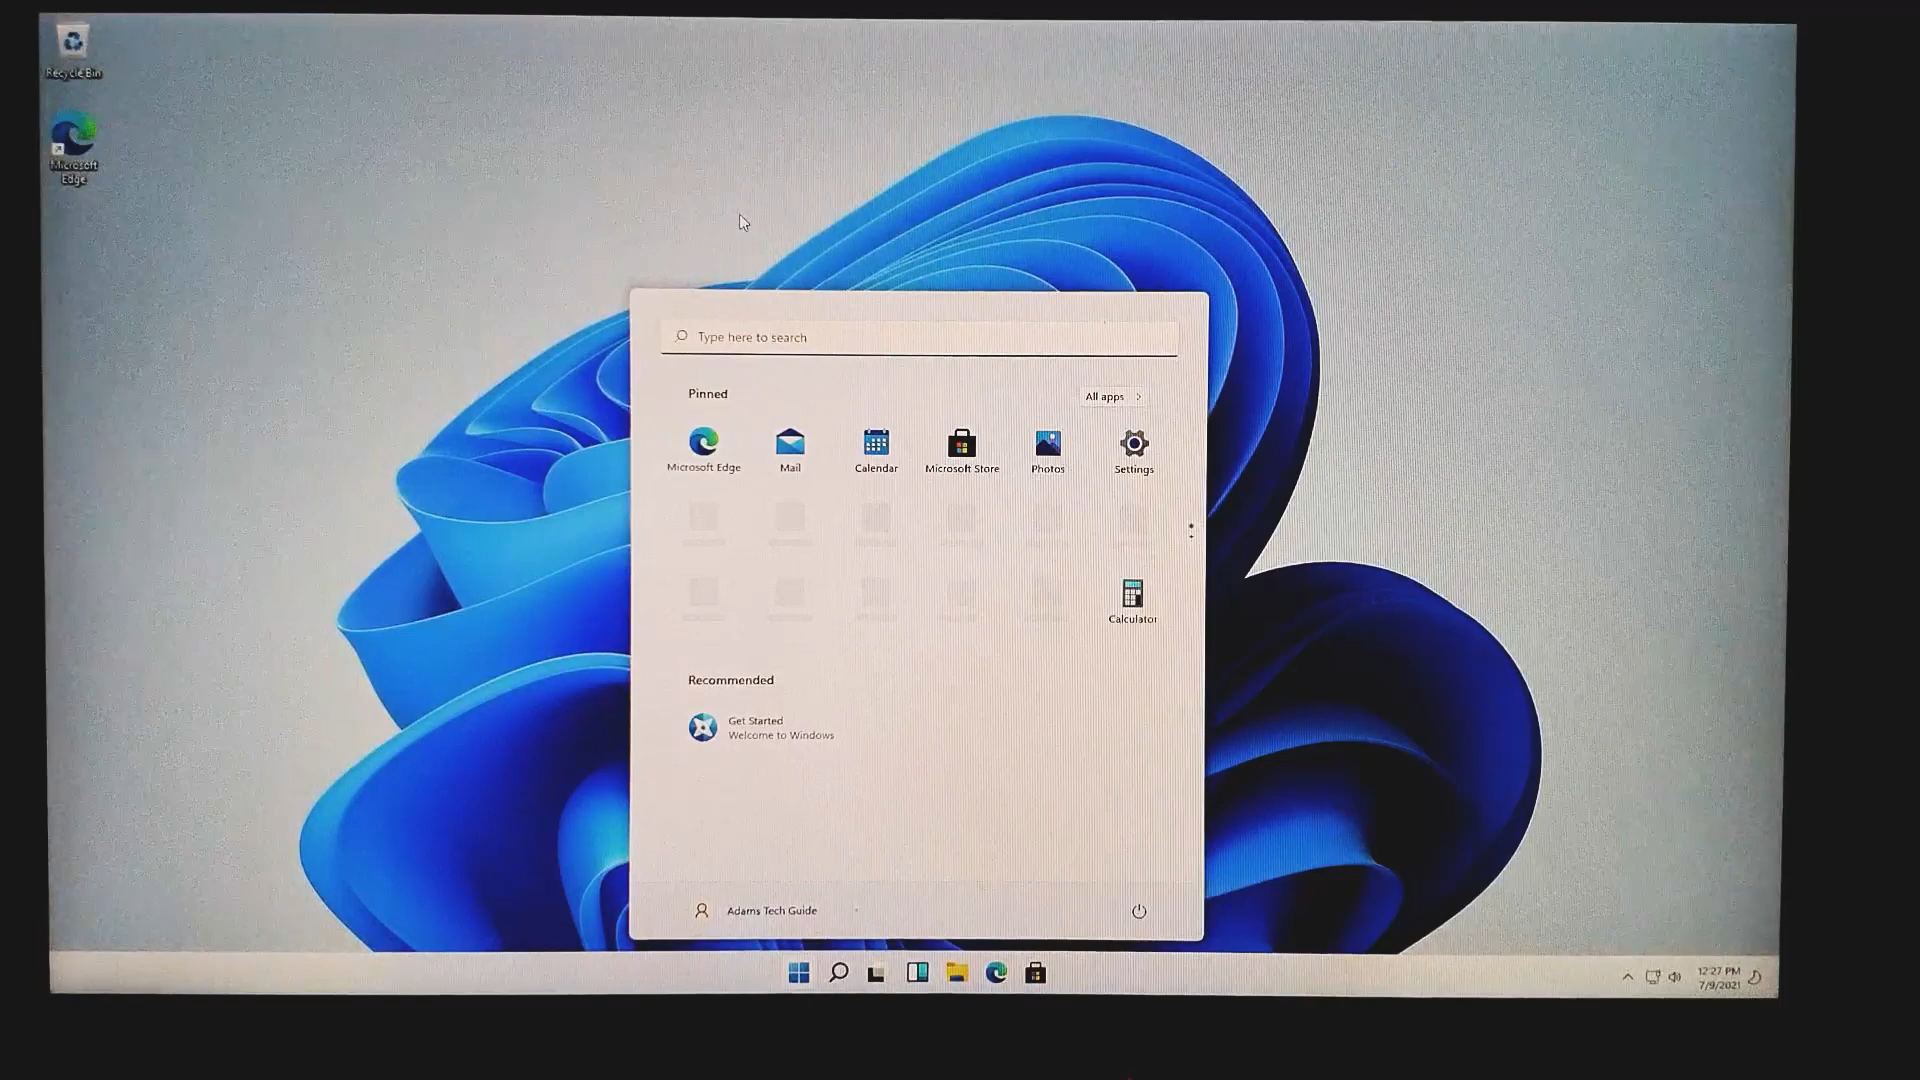 Recycle Bin
Microsoft
Edge
Type here to search
Pinned
All apps
Microsoft Edge
Mail
Calendar
Microsoft Store
Photos
Settings
Calculator
Recommended
Get Started
Welcome to Windows
Adams Tech Guide
12:27 PM
7/9/2021